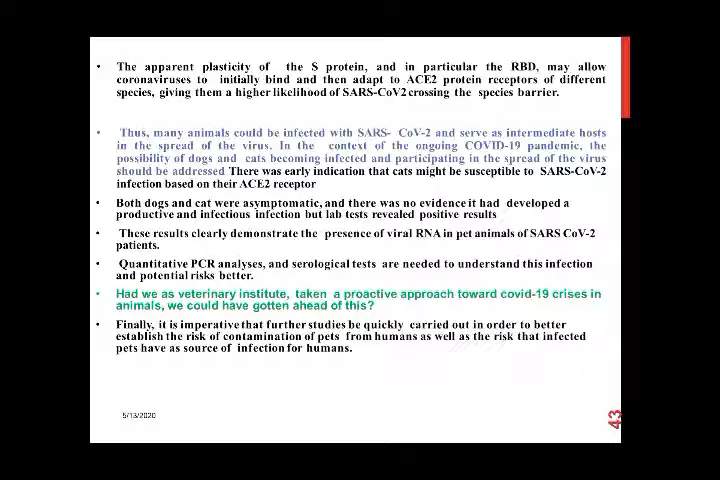 • The apparent plasticity of the S protein, and in particular the RBD, may allow
coronaviruses to initially bind and then adapt to ACE2 protein receptors of different
species, giving them a higher likelihood of SARS-CoV2 crossing the species barrier.
• Thus, many animals could be infected with SARS- CoV-2 and serve as intermediate hosts
in the spread of the virus. In the context of the ongoing COVID-19 pandemic, the
possibility of dogs and cats becoming infected and participating in the spread of the virus
should be addressed There was early indication that cats might be susceptible to SARS-CoV-2
infection based on their ACE2 receptor
• Both dogs and cat were asymptomatic, and there was no evidence it had developed a
productive and infectious infection but lab tests revealed positive results
• These results clearly demonstrate the presence of viral RNA in pet animals of SARS CoV-2
patients.
• Quantitative PCR analyses, and serological tests are needed to understand this infection
and potential risks better.
• Had we as veterinary institute, taken a proactive approach toward covid-19 crises in
animals, we could have gotten ahead of this?
• Finally, it is imperative that further studies be quickly carried out in order to better
establish the risk of contamination of pets from humans as well as the risk that infected
pets have as source of infection for humans.
5/13/2020
43